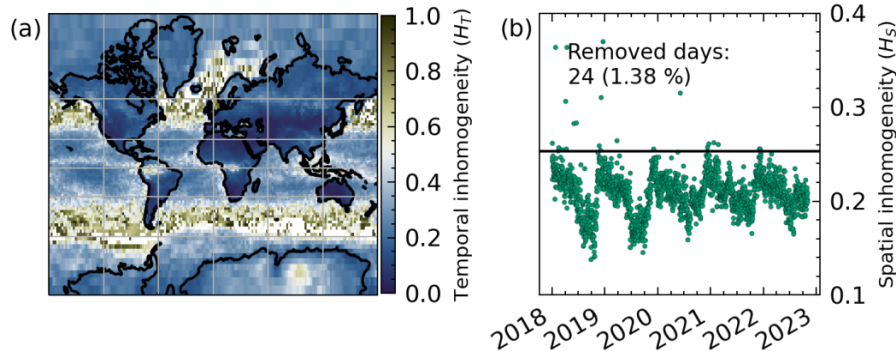 (a)
1.0
0.8
0.6
0.4
0.2
0.0
Temporal inhomogeneity (H_T)
(b)
Removed days:
24 (1.38 %)
0.4
0.3
0.2
0.1
Spatial inhomogeneity (H_S)
2018
2019
2020
2021
2022
2023